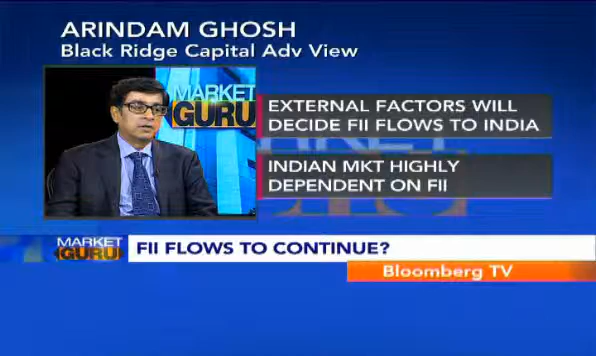 ARINDAM GHOSH
Black Ridge Capital Adv View
MARKET
GURU
EXTERNAL FACTORS WILL
DECIDE FII FLOWS TO INDIA
INDIAN MKT HIGHLY
DEPENDENT ON FII
MARKET
GURU
FII FLOWS TO CONTINUE?
Bloomberg TV